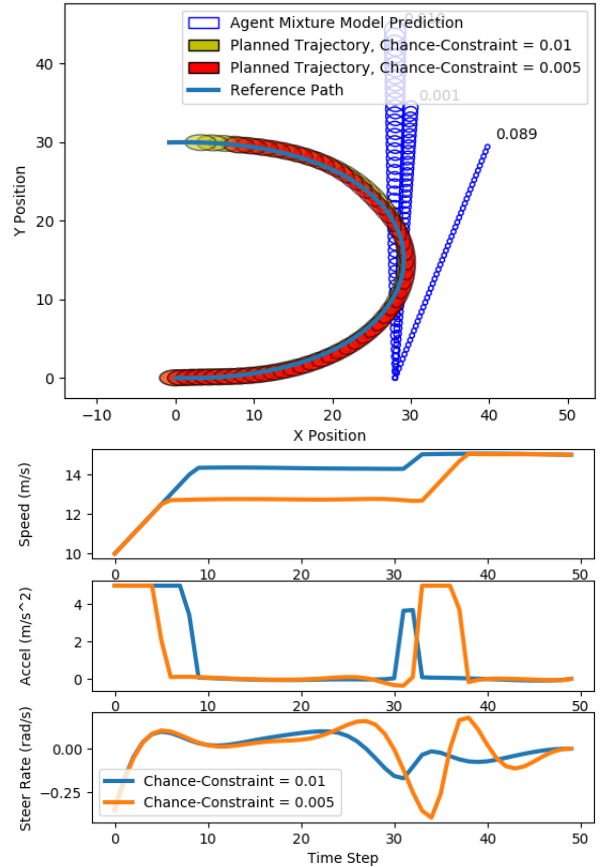 Agent Mixture Model Prediction
Planned Trajectory, Chance-Constraint = 0.01
Planned Trajectory, Chance-Constraint = 0.005
Reference Path
0.001
0.089
40
30
20
10
0
Y Position
−10 0 10 20 30 40 50
X Position
14
12
10
Speed (m/s)
0 10 20 30 40 50
4
2
0
Accel (m/s^2)
0 10 20 30 40 50
0.00
−0.25
Steer Rate (rad/s)
Chance-Constraint = 0.01
Chance-Constraint = 0.005
0 10 20 30 40 50
Time Step